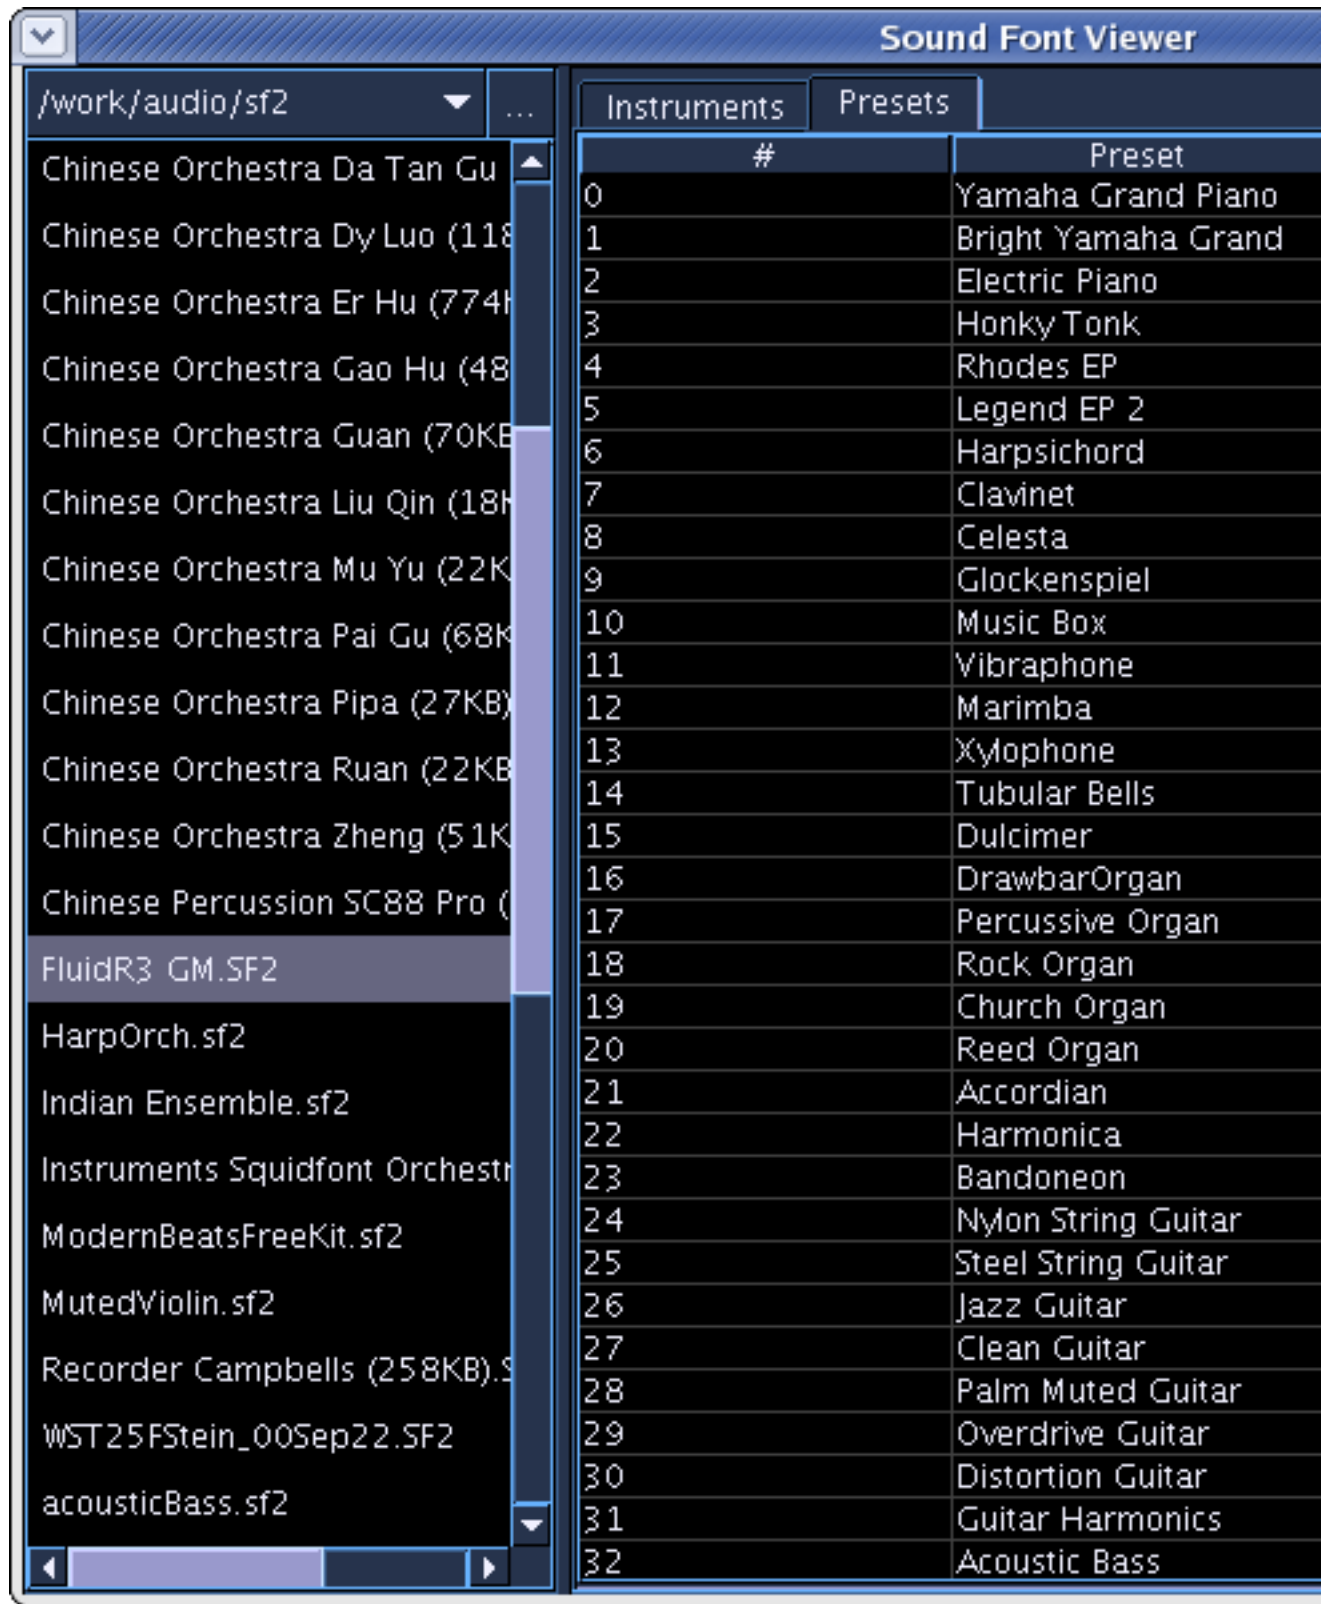 Sound Font Viewer
/work/audio/sf2
...
Chinese Orchestra Da Tan Gu
Chinese Orchestra Dy Luo (118
Chinese Orchestra Er Hu (774K
Chinese Orchestra Gao Hu (48
Chinese Orchestra Guan (70KB
Chinese Orchestra Liu Qin (18K
Chinese Orchestra Mu Yu (22K
Chinese Orchestra Pai Gu (68K
Chinese Orchestra Pipa (27KB)
Chinese Orchestra Ruan (22KB
Chinese Orchestra Zheng (51K
Chinese Percussion SC88 Pro (
FluidR3 GM.SF2
HarpOrch.sf2
Indian Ensemble.sf2
Instruments Squidfont Orchestr
ModernBeatsFreeKit.sf2
MutedViolin.sf2
Recorder Campbells (258KB).S
WST25FStein_00Sep22.SF2
acousticBass.sf2
Instruments Presets
# Preset
0 Yamaha Grand Piano
1 Bright Yamaha Grand
2 Electric Piano
3 Honky Tonk
4 Rhodes EP
5 Legend EP 2
6 Harpsichord
7 Clavinet
8 Celesta
9 Glockenspiel
10 Music Box
11 Vibraphone
12 Marimba
13 Xylophone
14 Tubular Bells
15 Dulcimer
16 DrawbarOrgan
17 Percussive Organ
18 Rock Organ
19 Church Organ
20 Reed Organ
21 Accordian
22 Harmonica
23 Bandoneon
24 Nylon String Guitar
25 Steel String Guitar
26 Jazz Guitar
27 Clean Guitar
28 Palm Muted Guitar
29 Overdrive Guitar
30 Distortion Guitar
31 Guitar Harmonics
32 Acoustic Bass